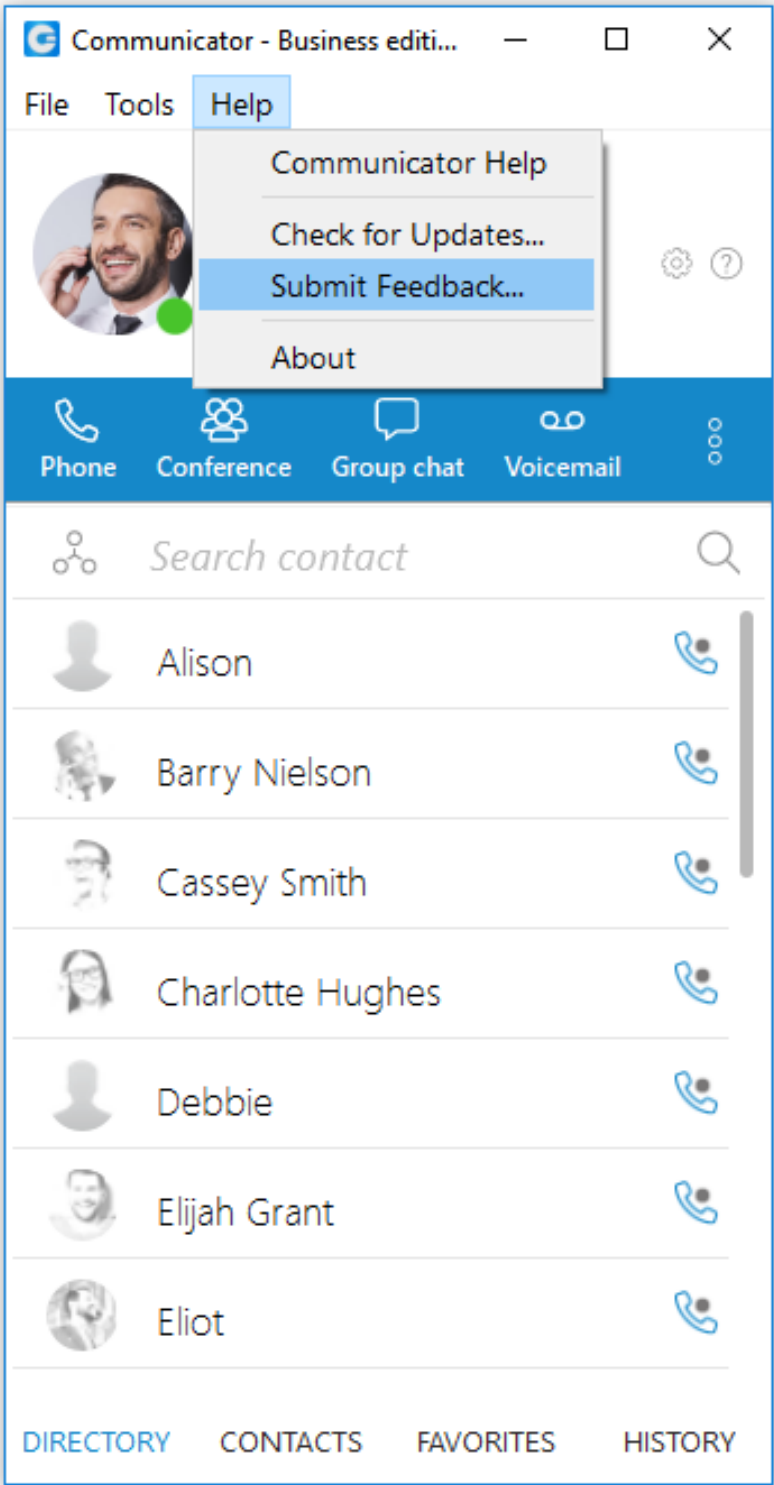 Communicator - Business editi...
File Tools Help
Communicator Help
Check for Updates...
Submit Feedback...
About
Phone Conference Group chat Voicemail
Search contact
Alison
Barry Nielson
Cassey Smith
Charlotte Hughes
Debbie
Elijah Grant
Eliot
DIRECTORY CONTACTS FAVORITES HISTORY